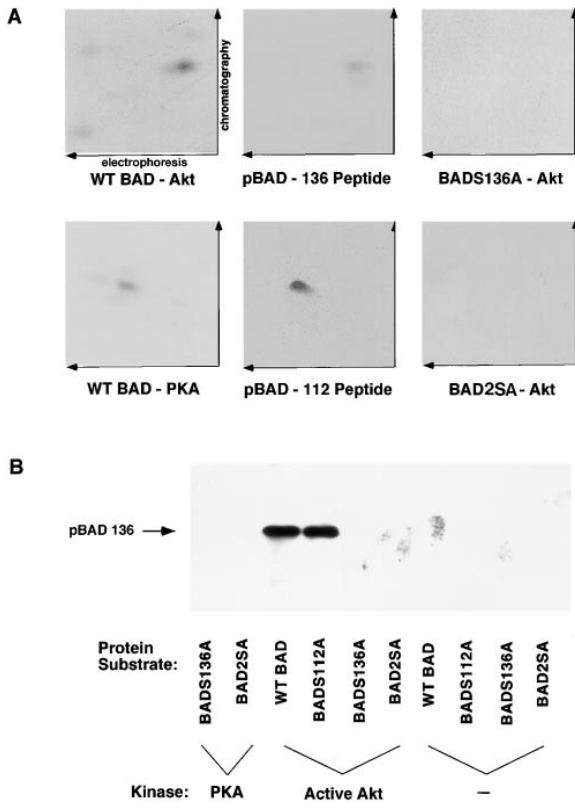 A
chromatography
electrophoresis
WT BAD - Akt
pBAD - 136 Peptide
BADS136A - Akt
WT BAD - PKA
pBAD - 112 Peptide
BAD2SA - Akt
B
pBAD 136
Protein
Substrate:
BADS136A
BAD2SA
WT BAD
BADS112A
BADS136A
BAD2SA
WT BAD
BADS112A
BADS136A
BAD2SA
Kinase: PKA Active Akt –